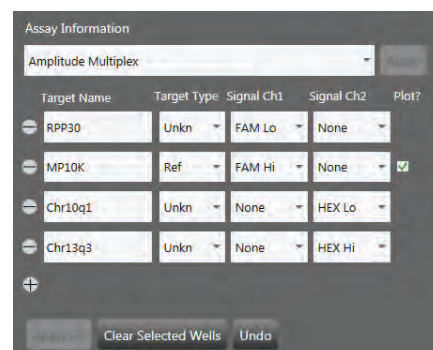 Assay Information
Amplitude Multiplex Apply
Target Name Target Type Signal Ch1 Signal Ch2 Plot?
RPP30 Unkn FAM Lo None
MP10K Ref FAM Hi None
Chr10q1 Unkn None HEX Lo
Chr13q3 Unkn None HEX Hi
Clear Selected Wells Undo